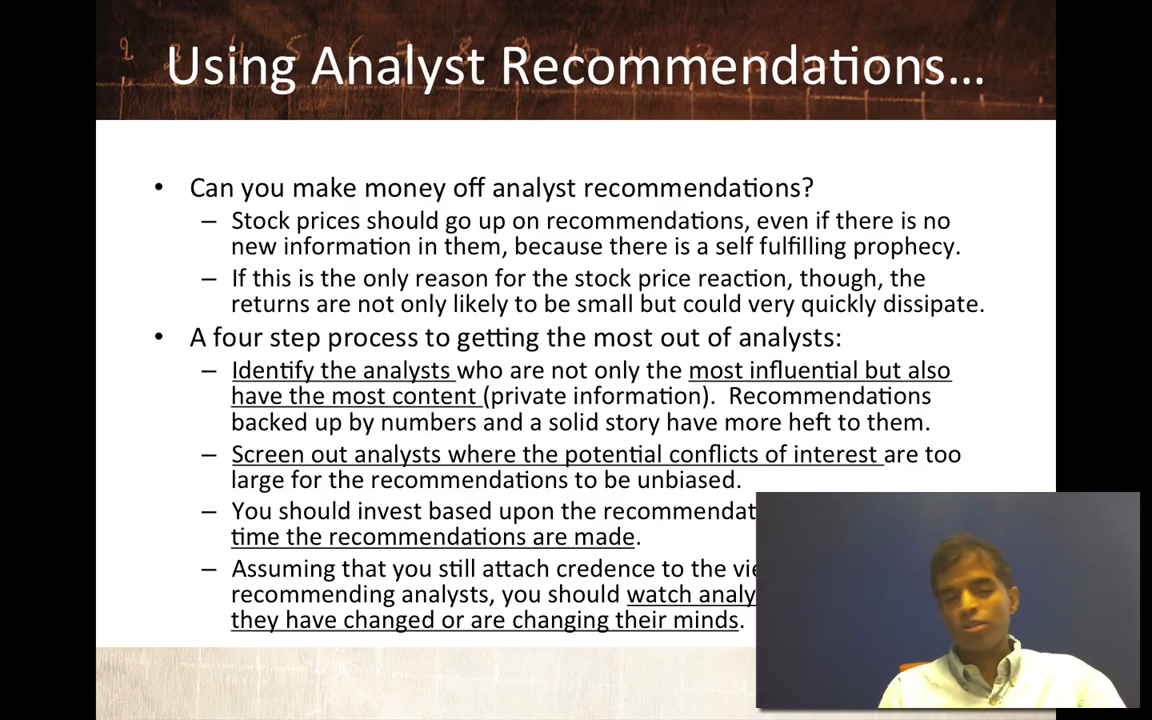 Using Analyst Recommendations...
• Can you make money off analyst recommendations?
– Stock prices should go up on recommendations, even if there is no
new information in them, because there is a self fulfilling prophecy.
– If this is the only reason for the stock price reaction, though, the
returns are not only likely to be small but could very quickly dissipate.
• A four step process to getting the most out of analysts:
– Identify the analysts who are not only the most influential but also
have the most content (private information). Recommendations
backed up by numbers and a solid story have more heft to them.
– Screen out analysts where the potential conflicts of interest are too
large for the recommendations to be unbiased.
– You should invest based upon the recommendat
time the recommendations are made.
– Assuming that you still attach credence to the vie
recommending analysts, you should watch analy
they have changed or are changing their minds.